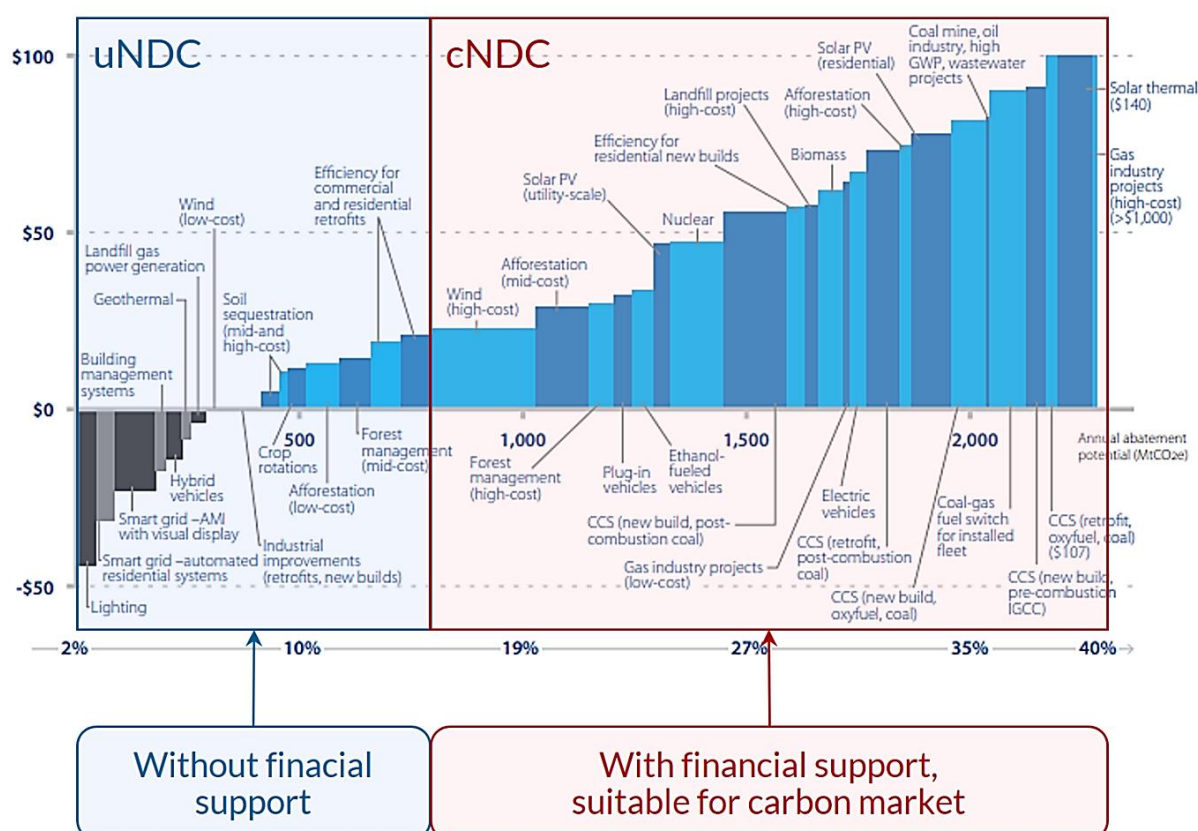 uNDC
cNDC
$100
$50
$0
-$50
Wind
(low-cost)
Landfill gas
power generation
Geothermal
Building
management
systems
Soil
sequestration
(mid-and
high-cost)
Efficiency for
commercial and
residential
retrofits
Hybrid
vehicles
Smart grid –AMI
with visual display
Smart grid –automated
residential systems
Lighting
Crop
rotations
Afforestation
(low-cost)
Industrial
improvements
(retrofits, new builds)
Forest
management
(mid-cost)
500
1,000
1,500
2,000
Wind
(high-cost)
Afforestation
(mid-cost)
Solar PV
(utility-scale)
Nuclear
Efficiency for
residential new builds
Landfill projects
(high-cost)
Biomass
Afforestation
(high-cost)
Solar PV
(residential)
Coal mine, oil
industry, high
GWP, wastewater
projects
Solar thermal
($140)
Gas
industry
projects
(high-cost)
(>$1,000)
Annual abatement
potential (MtCO2e)
Forest
management
(high-cost)
Plug-in
vehicles
Ethanol-
fueled
vehicles
CCS (new build, post-
combustion coal)
Gas industry projects
(low-cost)
Electric
vehicles
CCS (retrofit,
post-combustion
coal)
CCS (new build,
oxyfuel, coal)
Coal-gas
fuel switch
for installed
fleet
CCS (retrofit,
oxyfuel, coal)
($107)
CCS (new build,
pre-combustion
IGCC)
2%
10%
19%
27%
35%
40%
Without finacial
support
With financial support,
suitable for carbon market